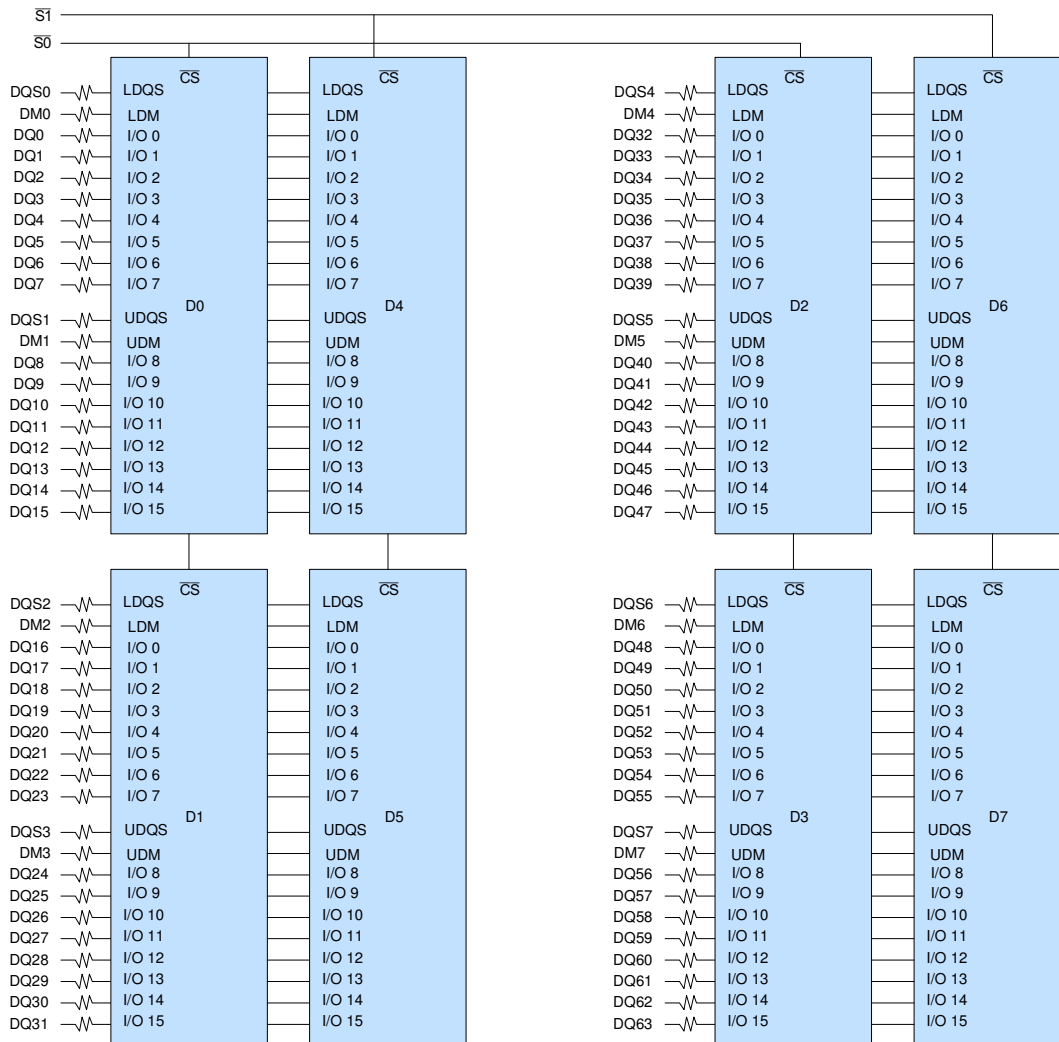 S1
S0
CS CS CS CS
DQS0 LDQS LDQS DQS4 LDQS LDQS
DM0 LDM LDM DM4 LDM LDM
DQ0 I/O 0 I/O 0 DQ32 I/O 0 I/O 0
DQ1 I/O 1 I/O 1 DQ33 I/O 1 I/O 1
DQ2 I/O 2 I/O 2 DQ34 I/O 2 I/O 2
DQ3 I/O 3 I/O 3 DQ35 I/O 3 I/O 3
DQ4 I/O 4 I/O 4 DQ36 I/O 4 I/O 4
DQ5 I/O 5 I/O 5 DQ37 I/O 5 I/O 5
DQ6 I/O 6 I/O 6 DQ38 I/O 6 I/O 6
DQ7 I/O 7 I/O 7 DQ39 I/O 7 I/O 7
D0 D4 D2 D6
DQS1 UDQS UDQS DQS5 UDQS UDQS
DM1 UDM UDM DM5 UDM UDM
DQ8 I/O 8 I/O 8 DQ40 I/O 8 I/O 8
DQ9 I/O 9 I/O 9 DQ41 I/O 9 I/O 9
DQ10 I/O 10 I/O 10 DQ42 I/O 10 I/O 10
DQ11 I/O 11 I/O 11 DQ43 I/O 11 I/O 11
DQ12 I/O 12 I/O 12 DQ44 I/O 12 I/O 12
DQ13 I/O 13 I/O 13 DQ45 I/O 13 I/O 13
DQ14 I/O 14 I/O 14 DQ46 I/O 14 I/O 14
DQ15 I/O 15 I/O 15 DQ47 I/O 15 I/O 15
CS CS CS CS
DQS2 LDQS LDQS DQS6 LDQS LDQS
DM2 LDM LDM DM6 LDM LDM
DQ16 I/O 0 I/O 0 DQ48 I/O 0 I/O 0
DQ17 I/O 1 I/O 1 DQ49 I/O 1 I/O 1
DQ18 I/O 2 I/O 2 DQ50 I/O 2 I/O 2
DQ19 I/O 3 I/O 3 DQ51 I/O 3 I/O 3
DQ20 I/O 4 I/O 4 DQ52 I/O 4 I/O 4
DQ21 I/O 5 I/O 5 DQ53 I/O 5 I/O 5
DQ22 I/O 6 I/O 6 DQ54 I/O 6 I/O 6
DQ23 I/O 7 I/O 7 DQ55 I/O 7 I/O 7
D1 D5 D3 D7
DQS3 UDQS UDQS DQS7 UDQS UDQS
DM3 UDM UDM DM7 UDM UDM
DQ24 I/O 8 I/O 8 DQ56 I/O 8 I/O 8
DQ25 I/O 9 I/O 9 DQ57 I/O 9 I/O 9
DQ26 I/O 10 I/O 10 DQ58 I/O 10 I/O 10
DQ27 I/O 11 I/O 11 DQ59 I/O 11 I/O 11
DQ28 I/O 12 I/O 12 DQ60 I/O 12 I/O 12
DQ29 I/O 13 I/O 13 DQ61 I/O 13 I/O 13
DQ30 I/O 14 I/O 14 DQ62 I/O 14 I/O 14
DQ31 I/O 15 I/O 15 DQ63 I/O 15 I/O 15